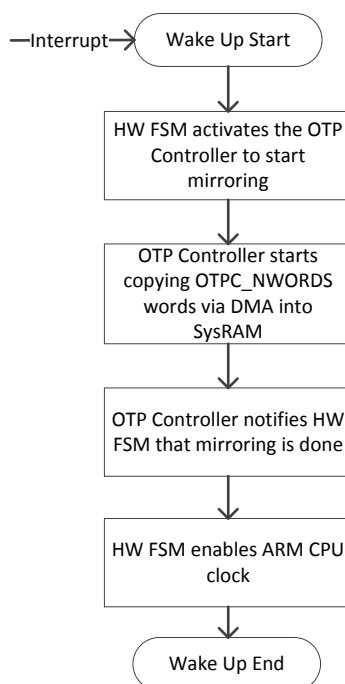 Interrupt
Wake Up Start
HW FSM activates the OTP
Controller to start
mirroring
OTP Controller starts
copying OTPC_NWORDS
words via DMA into
SysRAM
OTP Controller notifies HW
FSM that mirroring is done
HW FSM enables ARM CPU
clock
Wake Up End